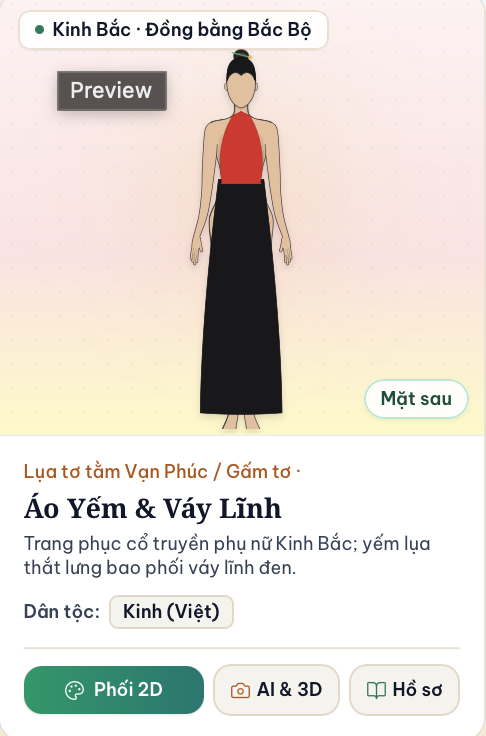 Kinh Bắc · Đồng bằng Bắc Bộ
Preview
Mặt sau
Lụa tơ tằm Vạn Phúc / Gấm tơ ·
Áo Yếm & Váy Lĩnh
Trang phục cổ truyền phụ nữ Kinh Bắc; yếm lụa
thắt lưng bao phối váy lĩnh đen.
Dân tộc: Kinh (Việt)
Phối 2D AI & 3D Hồ sơ